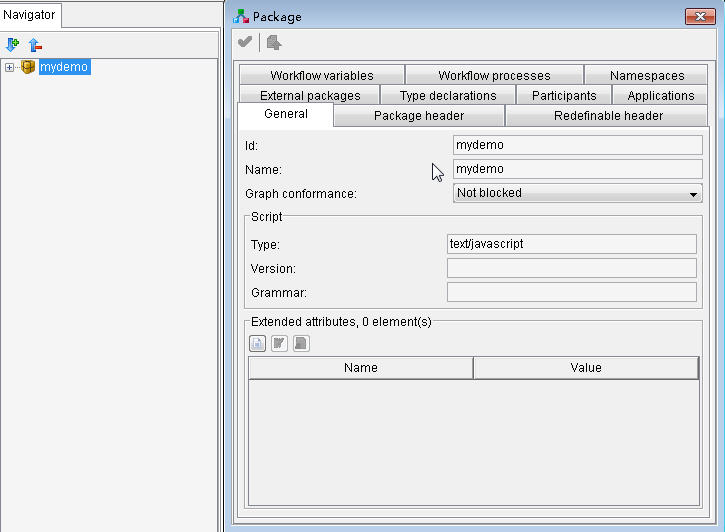 Navigator
mydemo
Package
Workflow variables
Workflow processes
Namespaces
External packages
Type declarations
Participants
Applications
General
Package header
Redefinable header
Id:
mydemo
Name:
mydemo
Graph conformance:
Not blocked
Script
Type:
text/javascript
Version:
Grammar:
Extended attributes, 0 element(s)
Name
Value